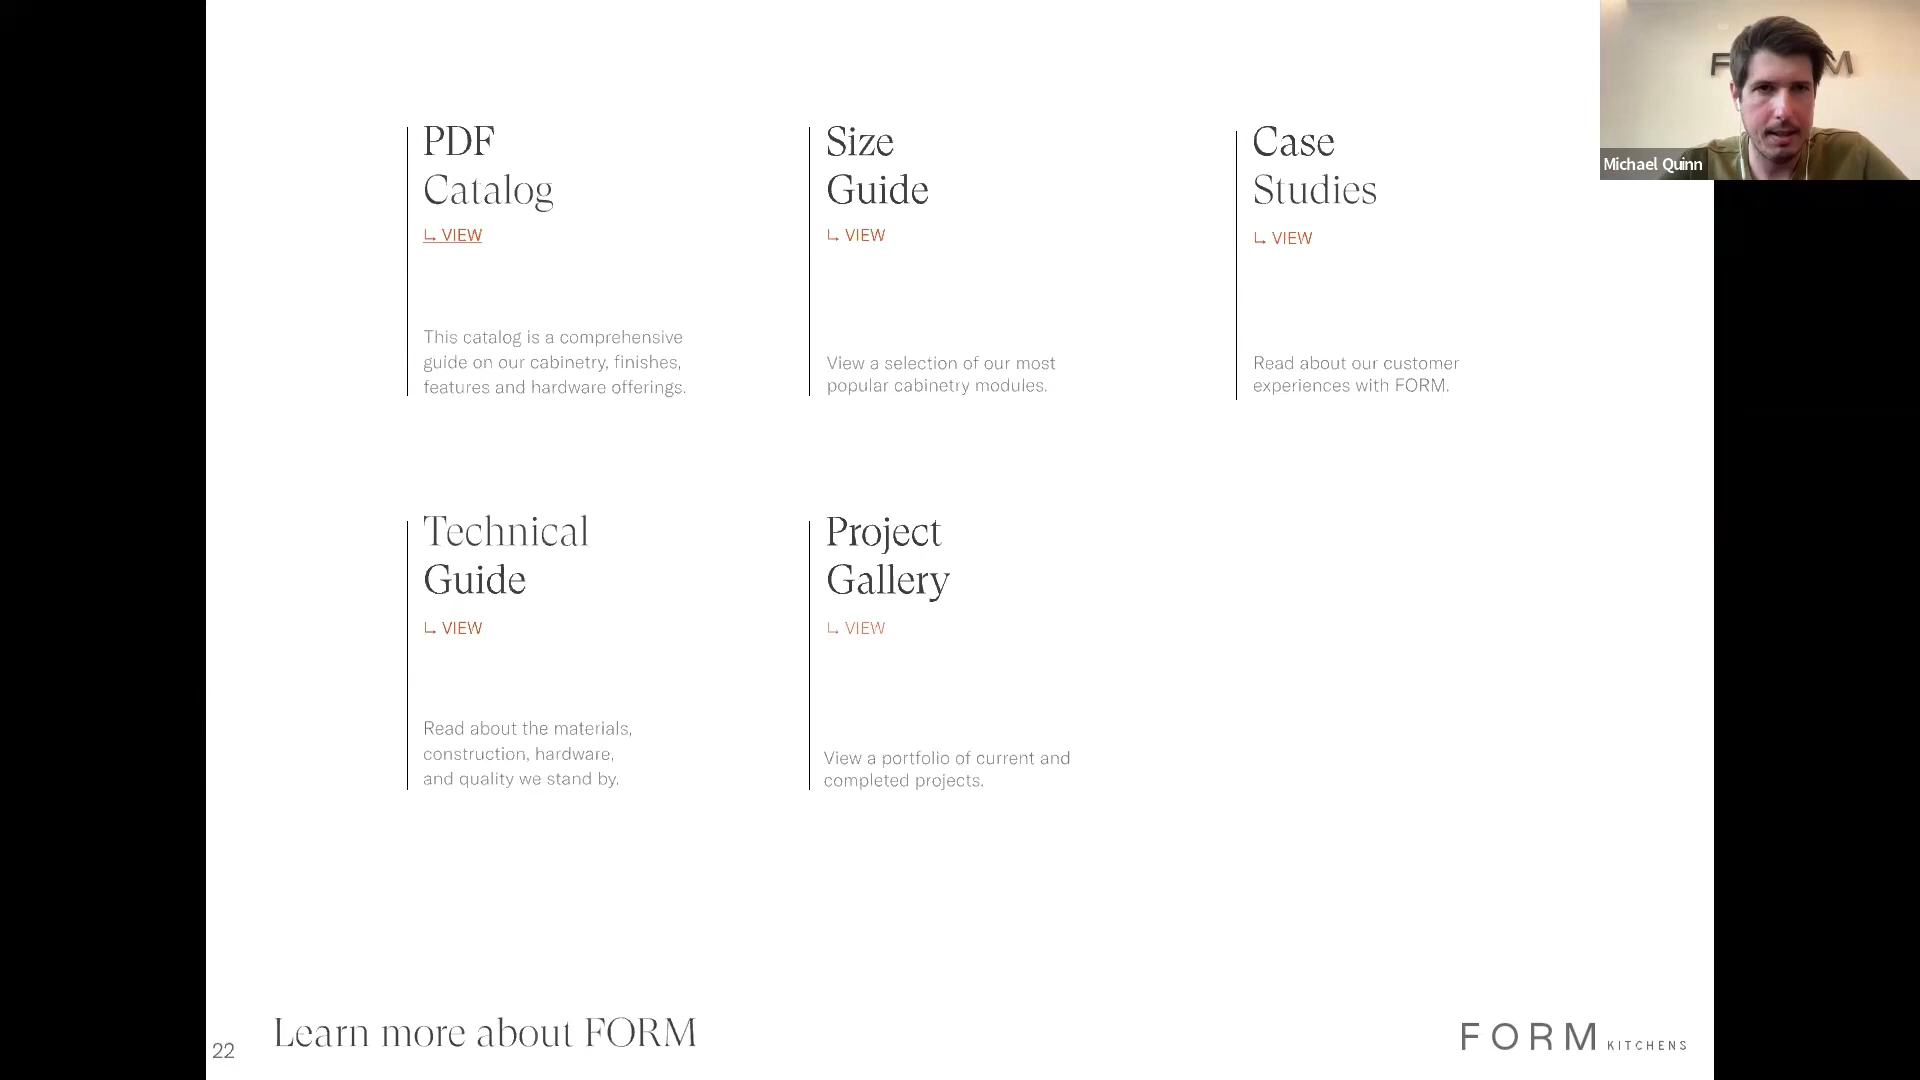 PDF
Catalog
↳ VIEW
This catalog is a comprehensive
guide on our cabinetry, finishes,
features and hardware offerings.
Size
Guide
↳ VIEW
View a selection of our most
popular cabinetry modules.
Case
Studies
↳ VIEW
Read about our customer
experiences with FORM.
Technical
Guide
↳ VIEW
Read about the materials,
construction, hardware,
and quality we stand by.
Project
Gallery
↳ VIEW
View a portfolio of current and
completed projects.
22
Learn more about FORM
FORM KITCHENS
Michael Quinn